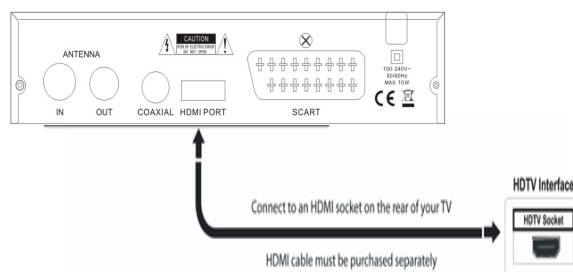 CAUTION
RISK OF ELECTRIC SHOCK
DO NOT OPEN
ANTENNA
100-240V~
50/60Hz
MAX. 10W
IN
OUT
COAXIAL
HDMI PORT
SCART
CE
HDTV Interface
HDTV Socket
Connect to an HDMI socket on the rear of your TV
HDMI cable must be purchased separately